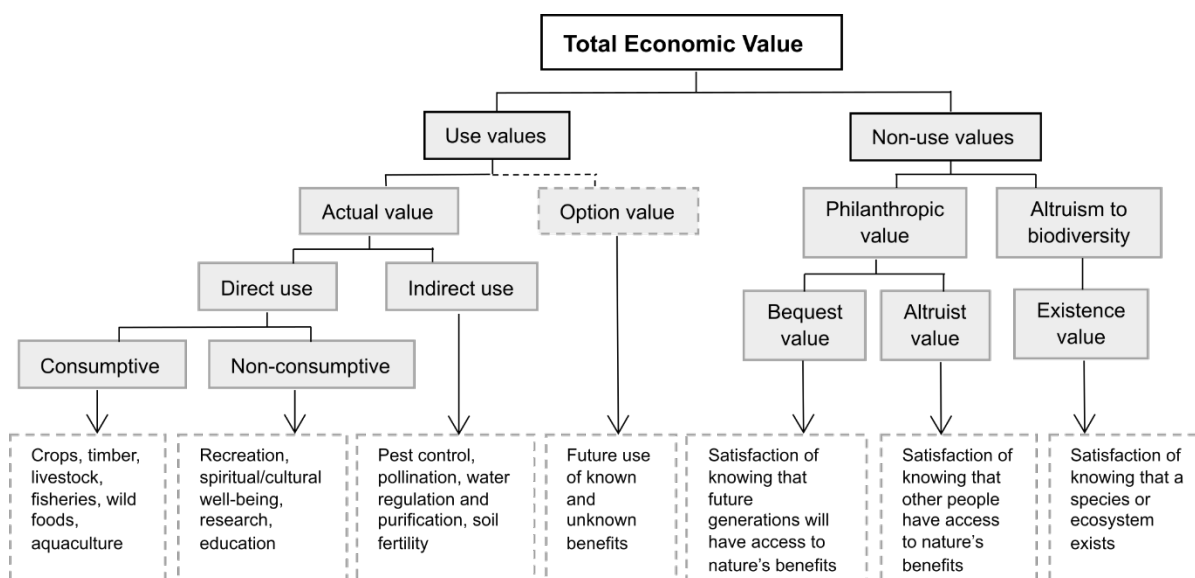 Total Economic Value
Use values
Non-use values
Actual value
Option value
Philanthropic
value
Altruism to
biodiversity
Direct use
Indirect use
Bequest
value
Altruist
value
Existence
value
Consumptive
Non-consumptive
Crops, timber,
livestock,
fisheries, wild
foods,
aquaculture
Recreation,
spiritual/cultural
well-being,
research,
education
Pest control,
pollination, water
regulation and
purification, soil
fertility
Future use
of known
and
unknown
benefits
Satisfaction of
knowing that
future
generations will
have access to
nature's benefits
Satisfaction of
knowing that
other people
have access
to nature's
benefits
Satisfaction of
knowing that a
species or
ecosystem
exists